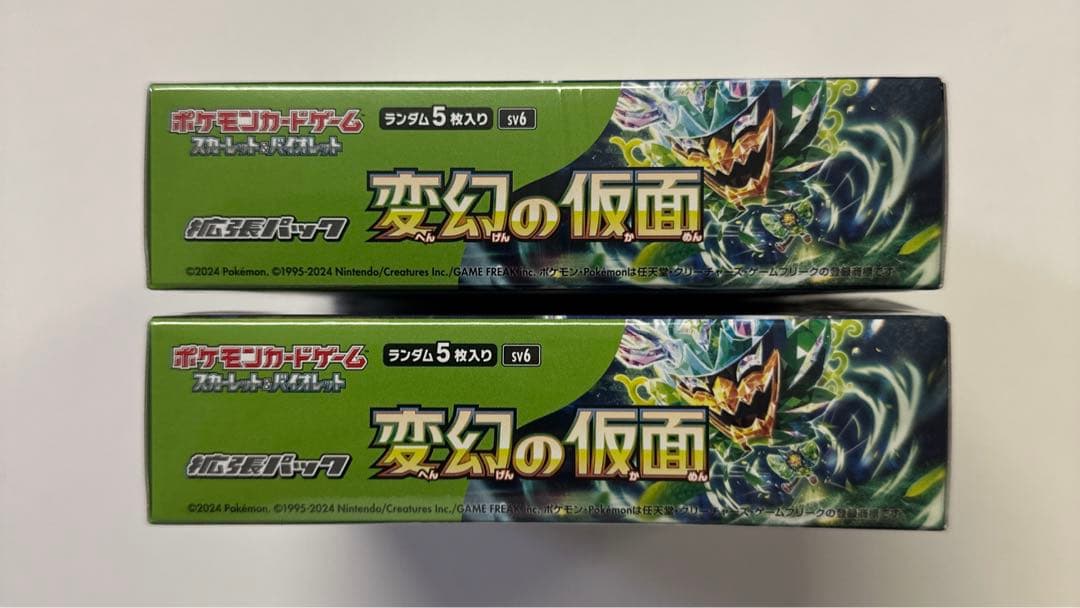 ポケモンカードゲーム
ランダム5枚入り SV6
スカーレット&バイオレット
変幻の仮面
へん げん か めん
拡張パック
©2024 Pokémon. ©1995-2024 Nintendo/Creatures Inc./GAME FREAK inc. ポケモン・Pokémonは任天堂・クリーチャーズ・ゲームフリークの登録商標です。
ポケモンカードゲーム
ランダム5枚入り SV6
スカーレット&バイオレット
変幻の仮面
へん げん か めん
拡張パック
©2024 Pokémon. ©1995-2024 Nintendo/Creatures Inc./GAME FREAK inc. ポケモン・Pokémonは任天堂・クリーチャーズ・ゲームフリークの登録商標です。